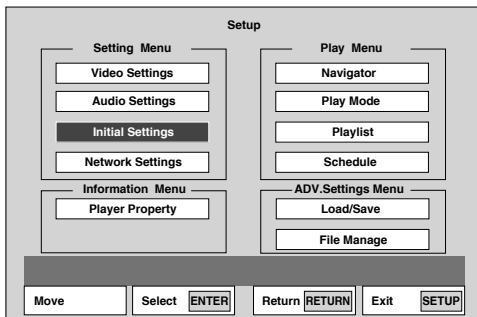 Setup
Setting Menu
Video Settings
Audio Settings
Initial Settings
Network Settings
Play Menu
Navigator
Play Mode
Playlist
Schedule
Information Menu
Player Property
ADV.Settings Menu
Load/Save
File Manage
Move
Select ENTER
Return RETURN
Exit SETUP